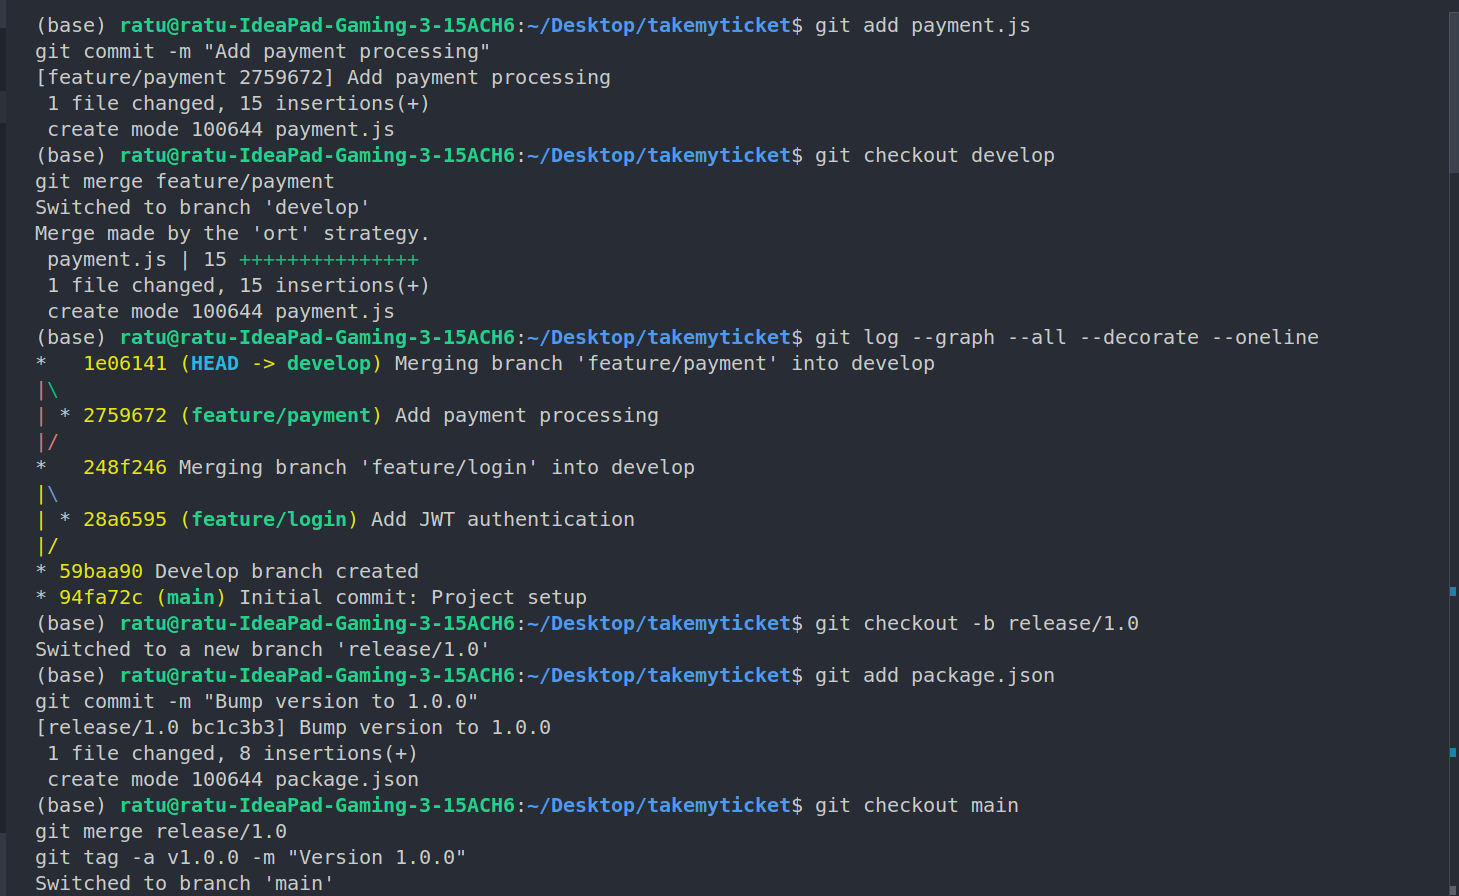 (base) ratu@ratu-IdeaPad-Gaming-3-15ACH6:~/Desktop/takemyticket$ git add payment.js
git commit -m "Add payment processing"
[feature/payment 2759672] Add payment processing
 1 file changed, 15 insertions(+)
 create mode 100644 payment.js
(base) ratu@ratu-IdeaPad-Gaming-3-15ACH6:~/Desktop/takemyticket$ git checkout develop
git merge feature/payment
Switched to branch 'develop'
Merge made by the 'ort' strategy.
 payment.js | 15 +++++++++++++++
 1 file changed, 15 insertions(+)
 create mode 100644 payment.js
(base) ratu@ratu-IdeaPad-Gaming-3-15ACH6:~/Desktop/takemyticket$ git log --graph --all --decorate --oneline
*   1e06141 (HEAD -> develop) Merging branch 'feature/payment' into develop
|\
| * 2759672 (feature/payment) Add payment processing
|/
*   248f246 Merging branch 'feature/login' into develop
|\
| * 28a6595 (feature/login) Add JWT authentication
|/
* 59baa90 Develop branch created
* 94fa72c (main) Initial commit: Project setup
(base) ratu@ratu-IdeaPad-Gaming-3-15ACH6:~/Desktop/takemyticket$ git checkout -b release/1.0
Switched to a new branch 'release/1.0'
(base) ratu@ratu-IdeaPad-Gaming-3-15ACH6:~/Desktop/takemyticket$ git add package.json
git commit -m "Bump version to 1.0.0"
[release/1.0 bc1c3b3] Bump version to 1.0.0
 1 file changed, 8 insertions(+)
 create mode 100644 package.json
(base) ratu@ratu-IdeaPad-Gaming-3-15ACH6:~/Desktop/takemyticket$ git checkout main
git merge release/1.0
git tag -a v1.0.0 -m "Version 1.0.0"
Switched to branch 'main'